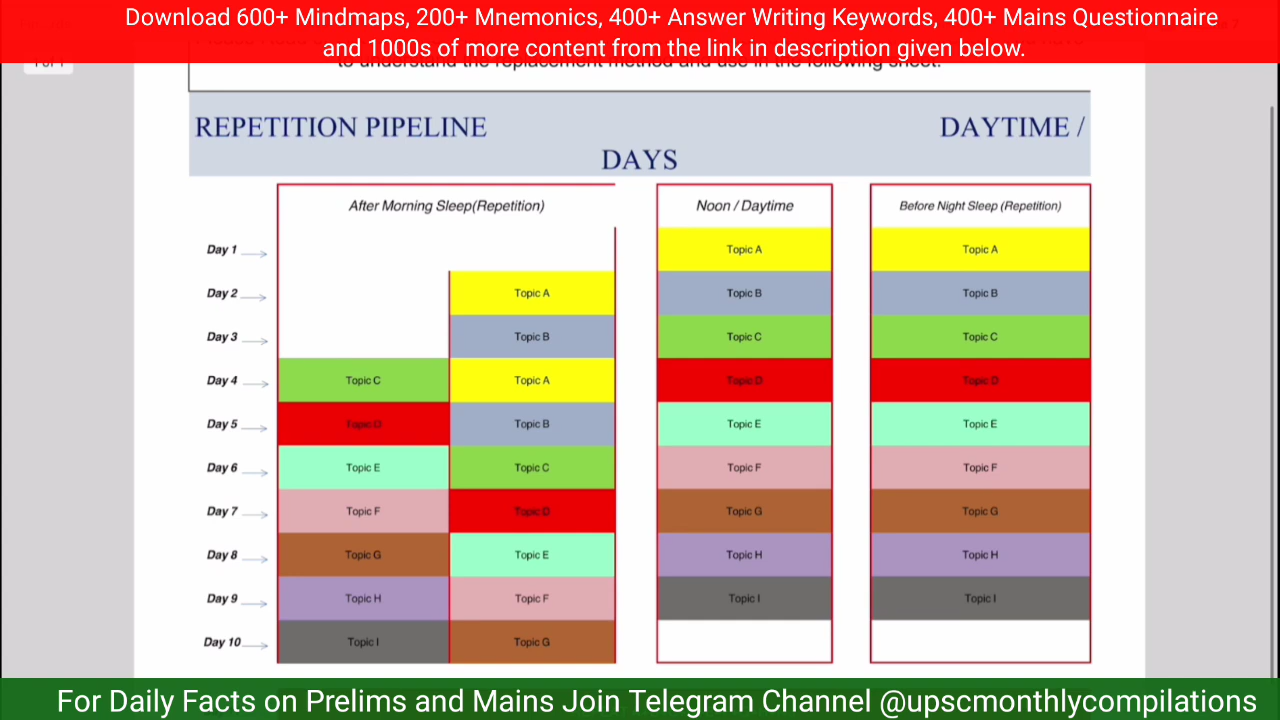 Download 600+ Mindmaps, 200+ Mnemonics, 400+ Answer Writing Keywords, 400+ Mains Questionnaire
and 1000s of more content from the link in description given below.
to understand the replacement method and use in the following sheet.
REPETITION PIPELINE DAYTIME /
DAYS
After Morning Sleep(Repetition) Noon / Daytime Before Night Sleep (Repetition)
Day 1 Topic A Topic A
Day 2 Topic A Topic B Topic B
Day 3 Topic B Topic C Topic C
Day 4 Topic C Topic A Topic D Topic D
Day 5 Topic D Topic B Topic E Topic E
Day 6 Topic E Topic C Topic F Topic F
Day 7 Topic F Topic D Topic G Topic G
Day 8 Topic G Topic E Topic H Topic H
Day 9 Topic H Topic F Topic I Topic I
Day 10 Topic I Topic G
For Daily Facts on Prelims and Mains Join Telegram Channel @upscmonthlycompilations